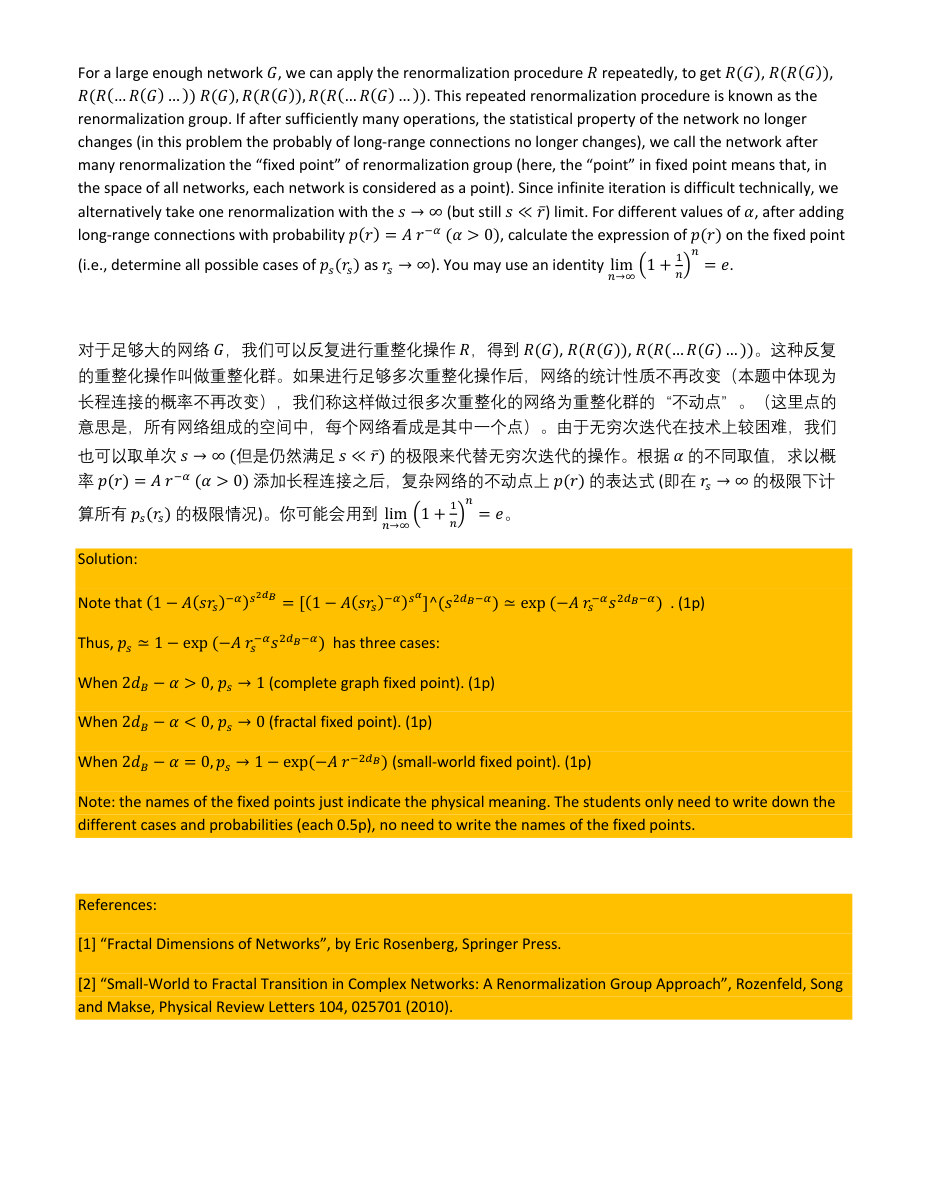 For a large enough network G, we can apply the renormalization procedure R repeatedly, to get R(G), R(R(G)),
R(R(… R(G) …)) R(G), R(R(G)), R(R(… R(G) …)). This repeated renormalization procedure is known as the
renormalization group. If after sufficiently many operations, the statistical property of the network no longer
changes (in this problem the probably of long-range connections no longer changes), we call the network after
many renormalization the “fixed point” of renormalization group (here, the “point” in fixed point means that, in
the space of all networks, each network is considered as a point). Since infinite iteration is difficult technically, we
alternatively take one renormalization with the s → ∞ (but still s ≪ r̄) limit. For different values of α, after adding
long-range connections with probability p(r) = A r^{−α} (α > 0), calculate the expression of p(r) on the fixed point
(i.e., determine all possible cases of p_s(r_s) as r_s → ∞). You may use an identity lim_{n→∞} (1 + 1/n)^n = e.
对于足够大的网络 G，我们可以反复进行重整化操作 R，得到 R(G), R(R(G)), R(R(… R(G) …))。这种反复
的重整化操作叫做重整化群。如果进行足够多次重整化操作后，网络的统计性质不再改变（本题中体现为
长程连接的概率不再改变），我们称这样做过很多次重整化的网络为重整化群的“不动点”。（这里点的
意思是，所有网络组成的空间中，每个网络看成是其中一个点）。由于无穷次迭代在技术上较困难，我们
也可以取单次 s → ∞ (但是仍然满足 s ≪ r̄) 的极限来代替无穷次迭代的操作。根据 α 的不同取值，求以概
率 p(r) = A r^{−α} (α > 0) 添加长程连接之后，复杂网络的不动点上 p(r) 的表达式 (即在 r_s → ∞ 的极限下计
算所有 p_s(r_s) 的极限情况)。你可能会用到 lim_{n→∞} (1 + 1/n)^n = e。
Solution:
Note that (1 − A(sr_s)^{−α})^{s^{2d_B}} = [(1 − A(sr_s)^{−α})^{s^α}]^(s^{2d_B−α}) ≃ exp (−A r_s^{−α} s^{2d_B−α}) . (1p)
Thus, p_s ≃ 1 − exp (−A r_s^{−α} s^{2d_B−α}) has three cases:
When 2d_B − α > 0, p_s → 1 (complete graph fixed point). (1p)
When 2d_B − α < 0, p_s → 0 (fractal fixed point). (1p)
When 2d_B − α = 0, p_s → 1 − exp(−A r^{−2d_B}) (small-world fixed point). (1p)
Note: the names of the fixed points just indicate the physical meaning. The students only need to write down the
different cases and probabilities (each 0.5p), no need to write the names of the fixed points.
References:
[1] “Fractal Dimensions of Networks”, by Eric Rosenberg, Springer Press.
[2] “Small-World to Fractal Transition in Complex Networks: A Renormalization Group Approach”, Rozenfeld, Song
and Makse, Physical Review Letters 104, 025701 (2010).